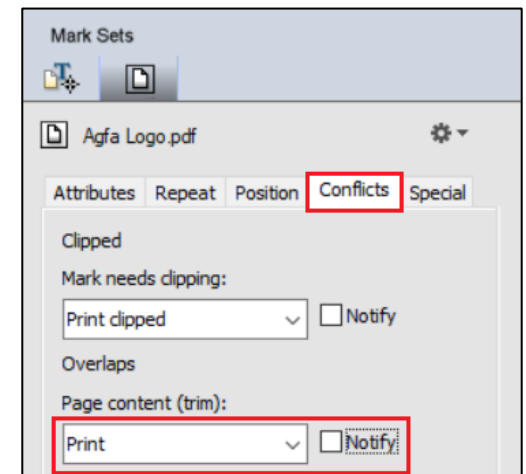 Mark Sets
Agfa Logo.pdf
Attributes Repeat Position Conflicts Special
Clipped
Mark needs clipping:
Print clipped Notify
Overlaps
Page content (trim):
Print Notify